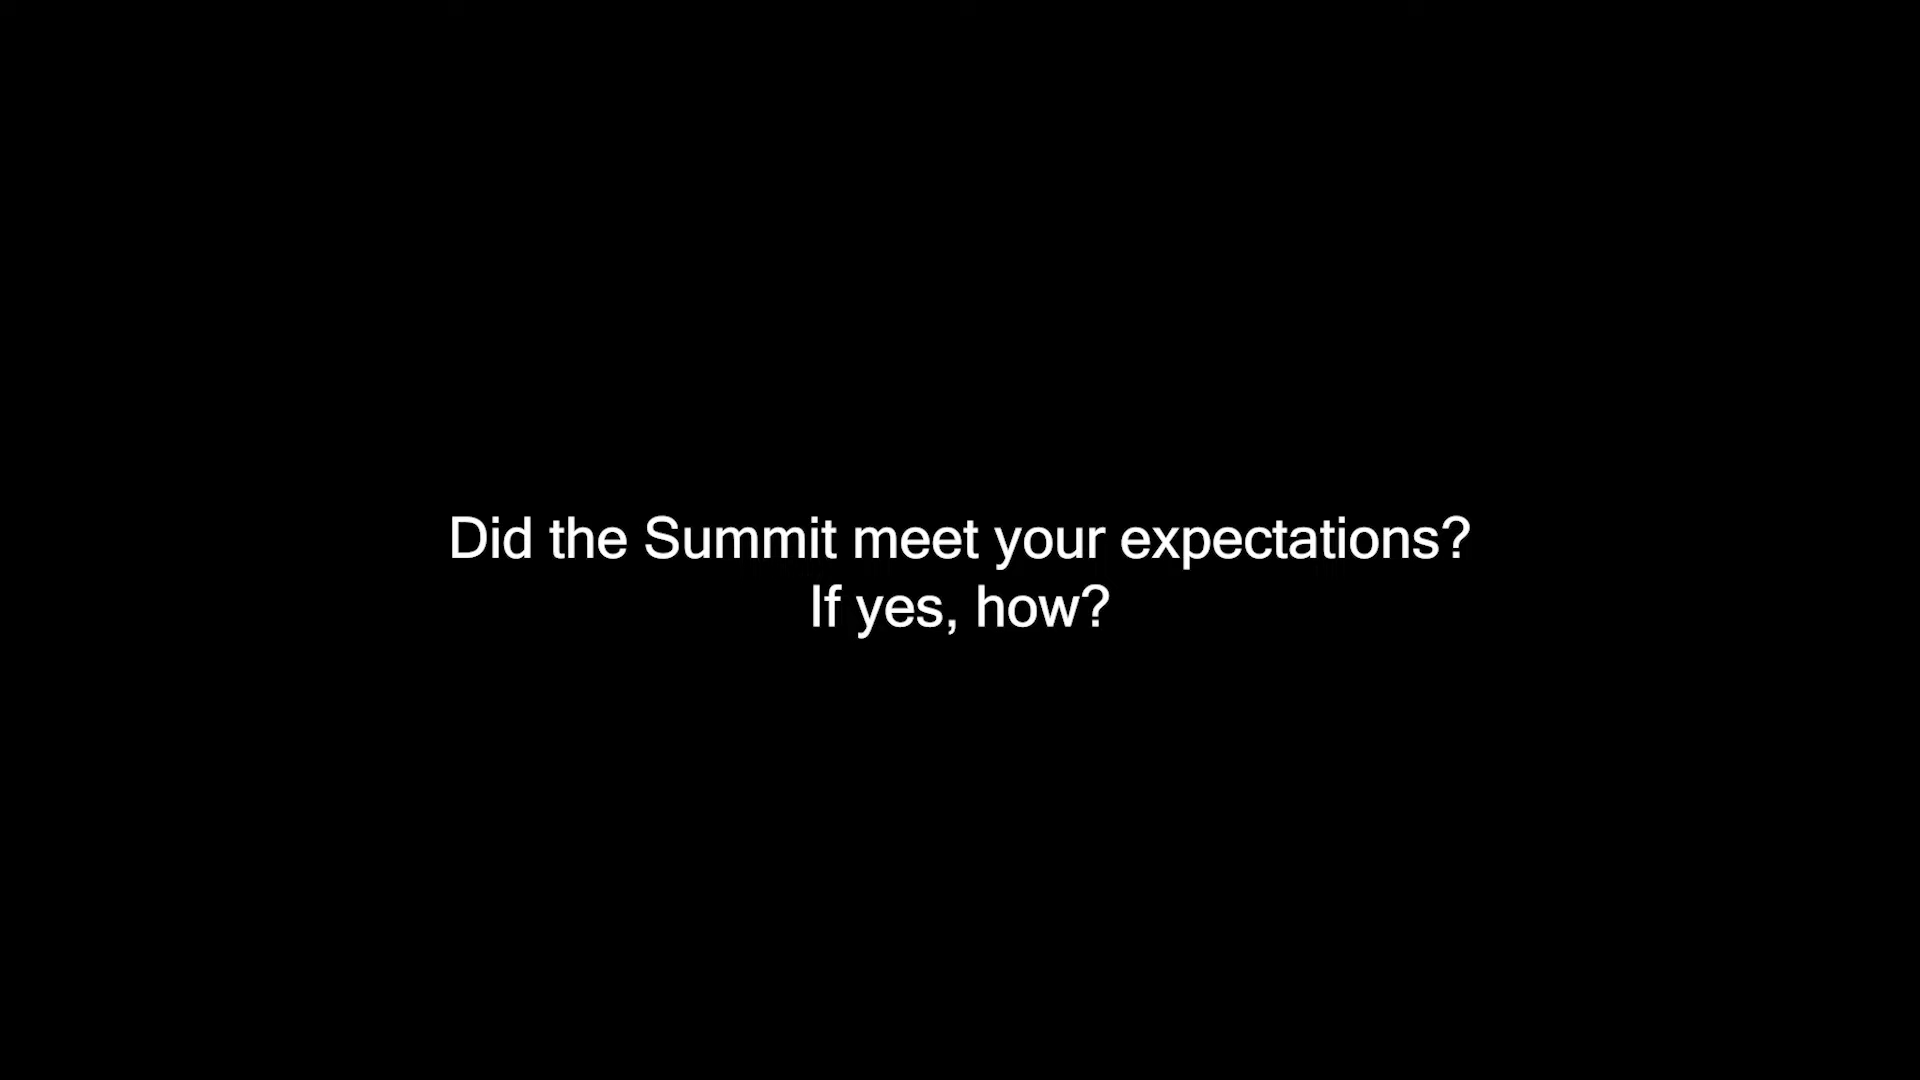 Did the Summit meet your expectations?
If yes, how?